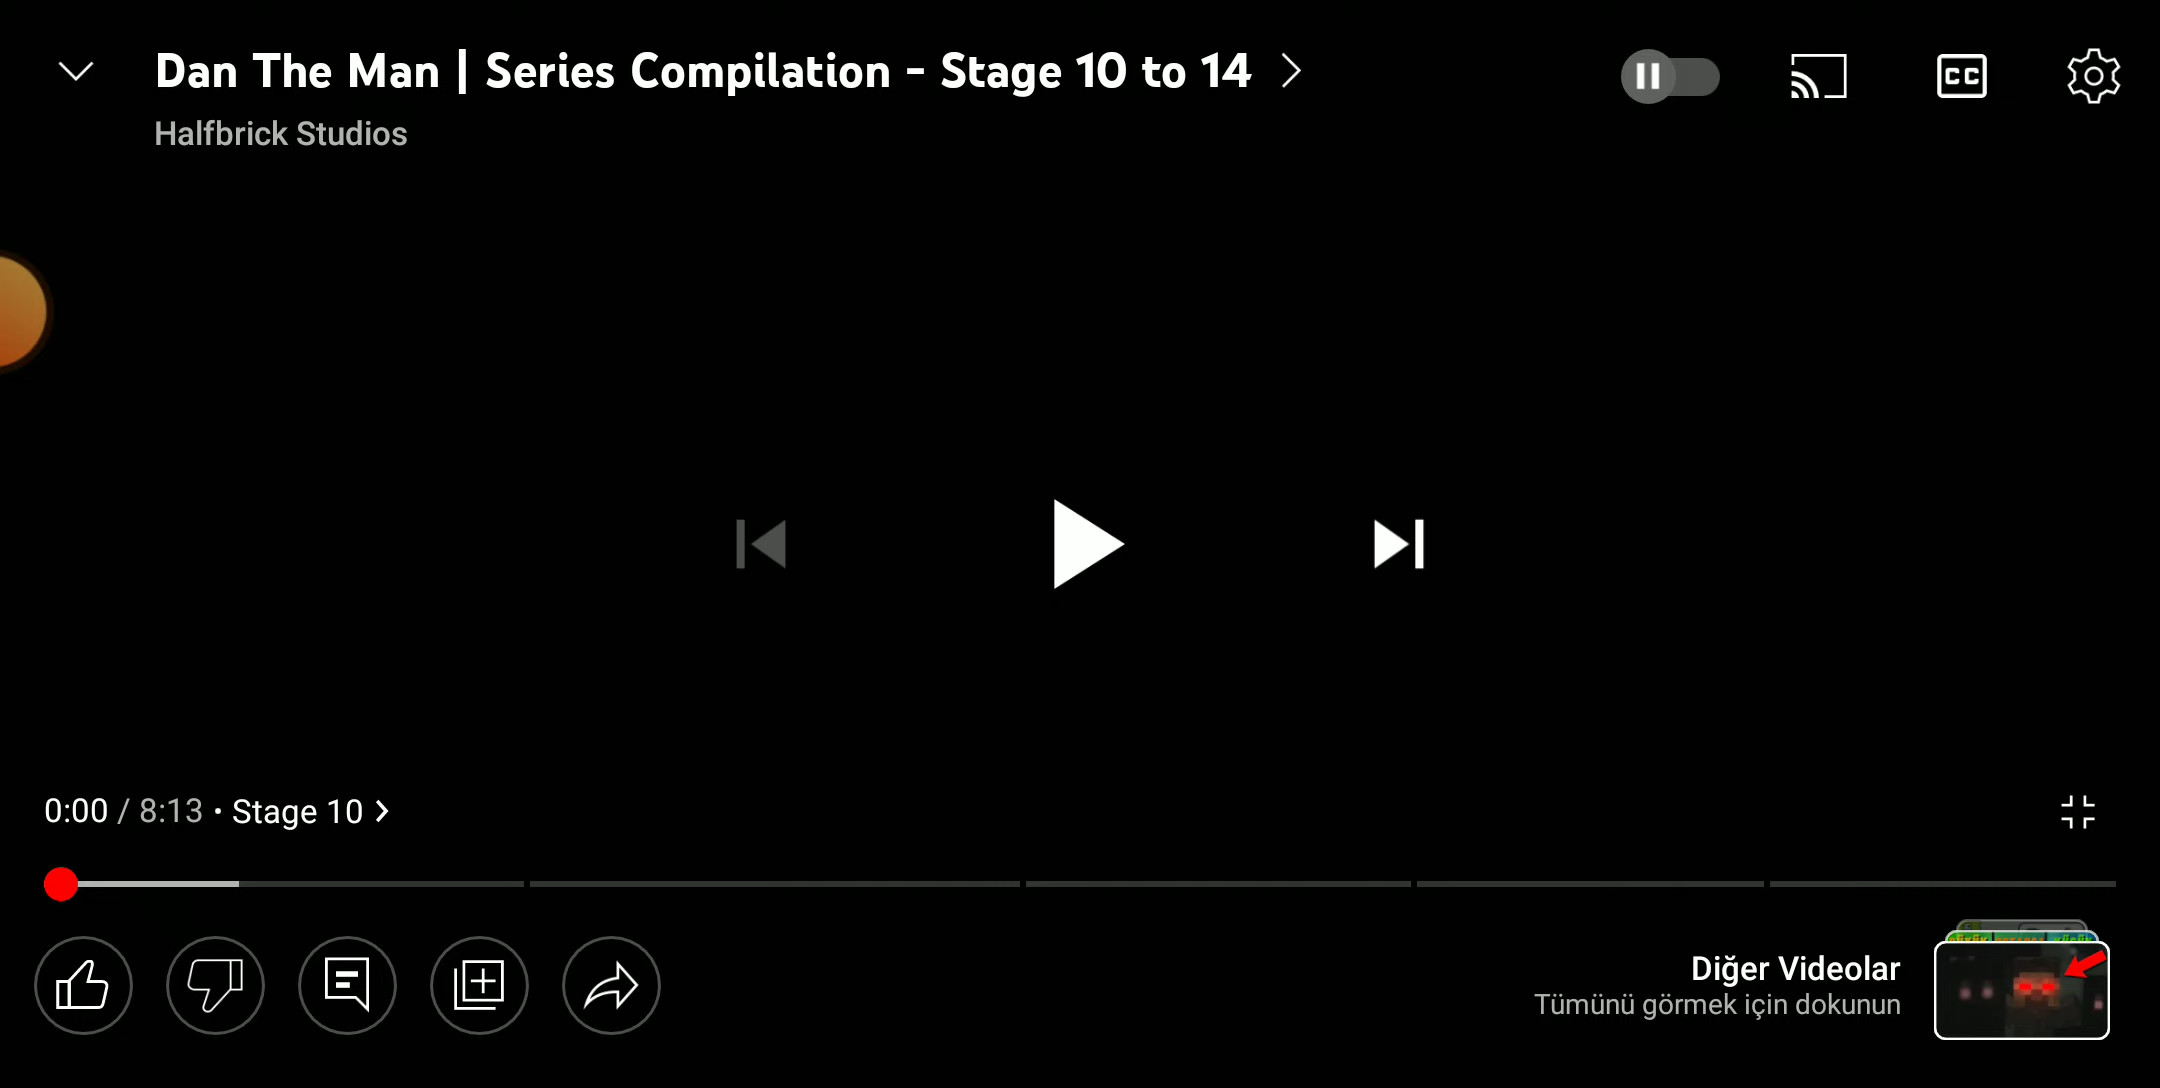 Dan The Man | Series Compilation - Stage 10 to 14
Halfbrick Studios
CC
0:00 / 8:13 • Stage 10
Diğer Videolar
Tümünü görmek için dokunun